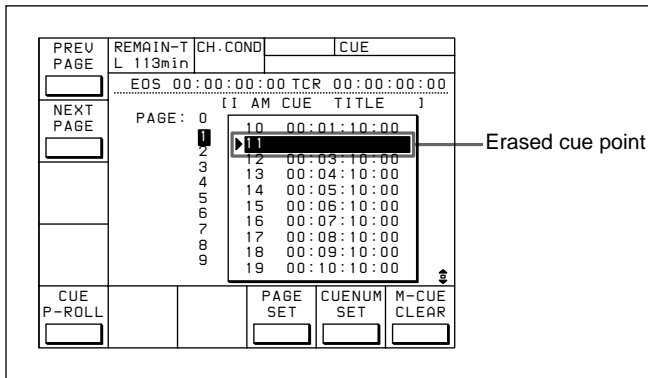 PREV PAGE
REMAIN-T
L 113min
CH.COND
CUE
EOS 00:00:00:00 TCR 00:00:00:00
[I AM CUE TITLE ]
NEXT PAGE
PAGE: 0
1
2
3
4
5
6
7
8
9
10 00:01:10:00
11
12 00:03:10:00
13 00:04:10:00
14 00:05:10:00
15 00:06:10:00
16 00:07:10:00
17 00:08:10:00
18 00:09:10:00
19 00:10:10:00
Erased cue point
CUE P-ROLL
PAGE SET
CUENUM SET
M-CUE CLEAR